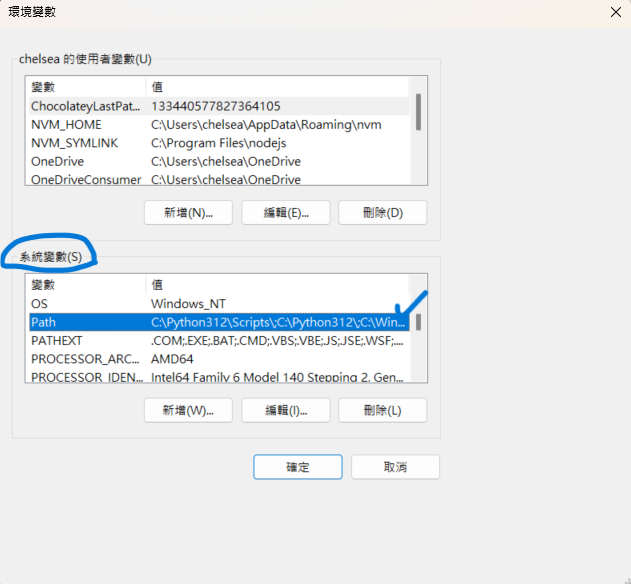 環境變數
chelsea 的使用者變數(U)
變數 值
ChocolateyLastPat... 133440577827364105
NVM_HOME C:\Users\chelsea\AppData\Roaming\nvm
NVM_SYMLINK C:\Program Files\nodejs
OneDrive C:\Users\chelsea\OneDrive
OneDriveConsumer C:\Users\chelsea\OneDrive
新增(N)... 編輯(E)... 刪除(D)
系統變數(S)
變數 值
OS Windows_NT
Path C:\Python312\Scripts\;C:\Python312\;C:\Win...
PATHEXT .COM;.EXE;.BAT;.CMD;.VBS;.VBE;.JS;.JSE;.WSF;....
PROCESSOR_ARC... AMD64
PROCESSOR_IDEN... Intel64 Family 6 Model 140 Stepping 2, Gen...
新增(W)... 編輯(I)... 刪除(L)
確定 取消